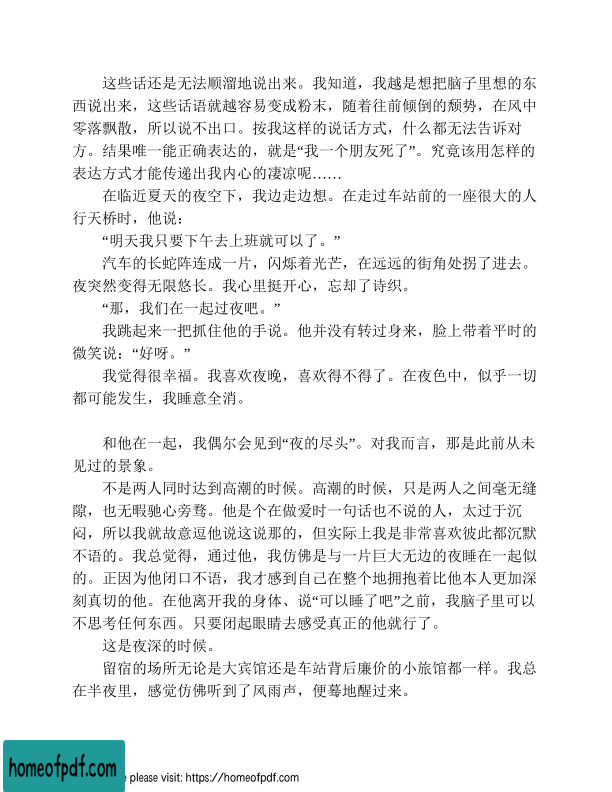 这些话还是无法顺溜地说出来。我知道，我越是想把脑子里想的东
西说出来，这些话语就越容易变成粉末，随着往前倾倒的颓势，在风中
零落飘散，所以说不出口。按我这样的说话方式，什么都无法告诉对
方。结果唯一能正确表达的，就是“我一个朋友死了”。究竟该用怎样的
表达方式才能传递出我内心的凄凉呢……
在临近夏天的夜空下，我边走边想。在走过车站前的一座很大的人
行天桥时，他说：
“明天我只要下午去上班就可以了。”
汽车的长蛇阵连成一片，闪烁着光芒，在远远的街角处拐了进去。
夜突然变得无限悠长。我心里挺开心，忘却了诗织。
“那，我们在一起过夜吧。”
我跳起来一把抓住他的手说。他并没有转过身来，脸上带着平时的
微笑说：“好呀。”
我觉得很幸福。我喜欢夜晚，喜欢得不得了。在夜色中，似乎一切
都可能发生，我睡意全消。
和他在一起，我偶尔会见到“夜的尽头”。对我而言，那是此前从未
见过的景象。
不是两人同时达到高潮的时候。高潮的时候，只是两人之间毫无缝
隙，也无暇驰心旁骛。他是个在做爱时一句话也不说的人，太过于沉
闷，所以我就故意逗他说这说那的，但实际上我是非常喜欢彼此都沉默
不语的。我总觉得，通过他，我仿佛是与一片巨大无边的夜睡在一起似
的。正因为他闭口不语，我才感到自己在整个地拥抱着比他本人更加深
刻真切的他。在他离开我的身体、说“可以睡了吧”之前，我脑子里可以
不思考任何东西。只要闭起眼睛去感受真正的他就行了。
这是夜深的时候。
留宿的场所无论是大宾馆还是车站背后廉价的小旅馆都一样。我总
在半夜里，感觉仿佛听到了风雨声，便蓦地醒过来。
homeofpdf.com
e please visit: https://homeofpdf.com